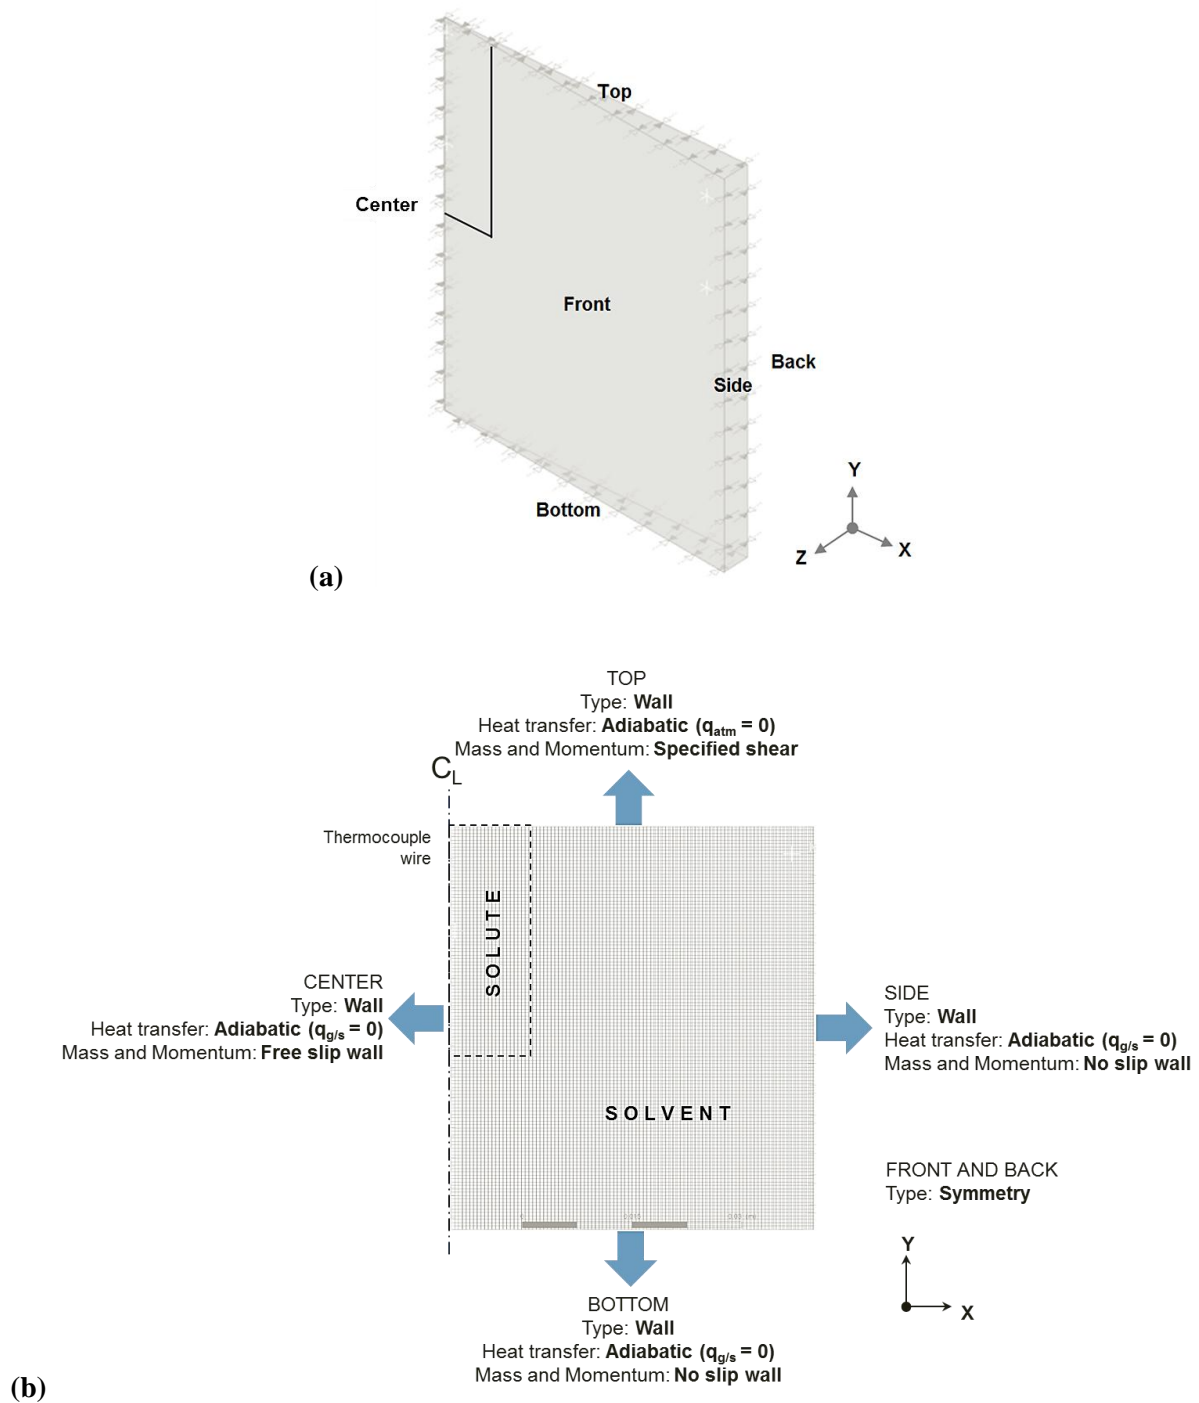 Top
Center
Front
Back
Side
Bottom
Y
Z
X
(a)
TOP
Type: Wall
Heat transfer: Adiabatic (qatm = 0)
Mass and Momentum: Specified shear
CL
Thermocouple
wire
SOLUTE
CENTER
Type: Wall
Heat transfer: Adiabatic (qg/s = 0)
Mass and Momentum: Free slip wall
SIDE
Type: Wall
Heat transfer: Adiabatic (qg/s = 0)
Mass and Momentum: No slip wall
SOLVENT
FRONT AND BACK
Type: Symmetry
Y
X
BOTTOM
Type: Wall
Heat transfer: Adiabatic (qg/s = 0)
Mass and Momentum: No slip wall
(b)